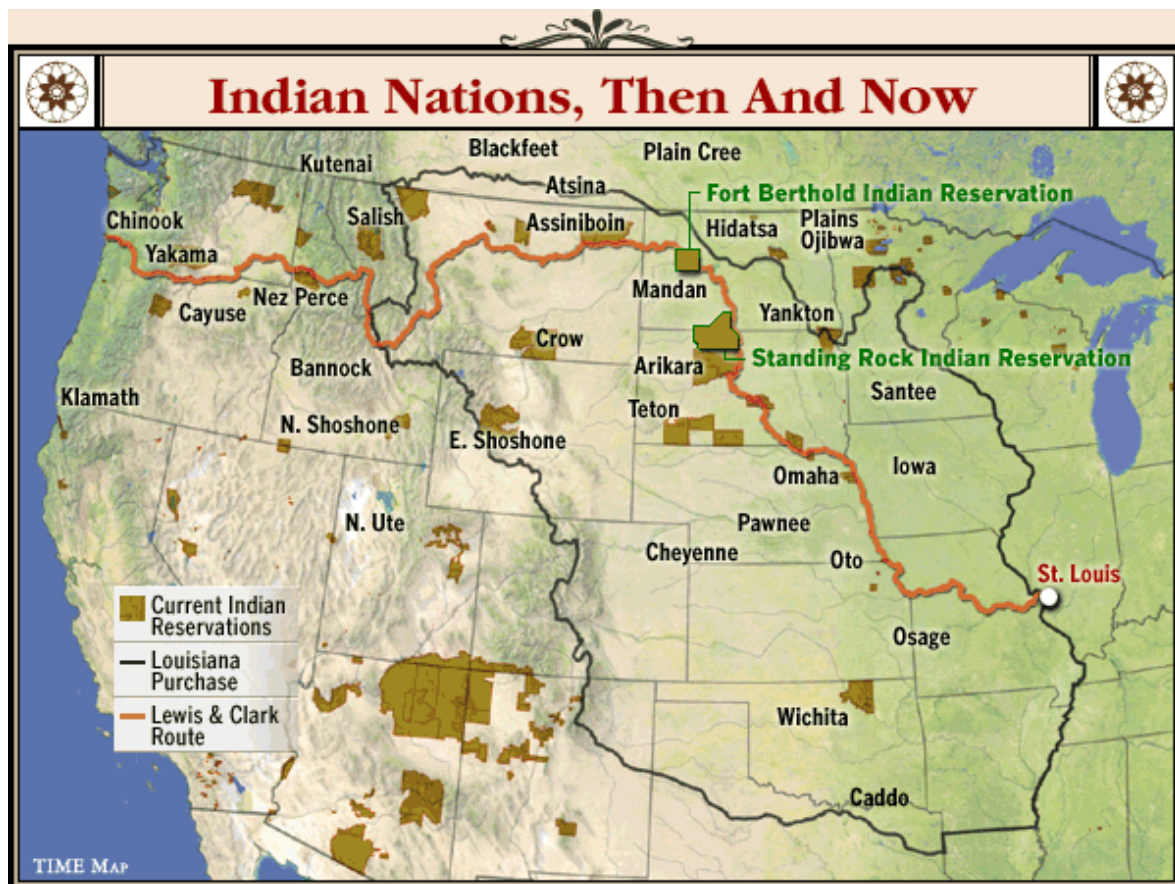 Indian Nations, Then And Now
Blackfeet
Plain Cree
Kutenai
Atsina
Fort Berthold Indian Reservation
Chinook
Salish
Assiniboin
Hidatsa
Plains
Ojibwa
Yakama
Nez Perce
Mandan
Cayuse
Yankton
Crow
Standing Rock Indian Reservation
Bannock
Arikara
Klamath
Santee
N. Shoshone
E. Shoshone
Teton
Omaha
Iowa
N. Ute
Pawnee
Cheyenne
Oto
St. Louis
Current Indian
Reservations
Osage
Louisiana
Purchase
Lewis & Clark
Route
Wichita
Caddo
TIME MAP